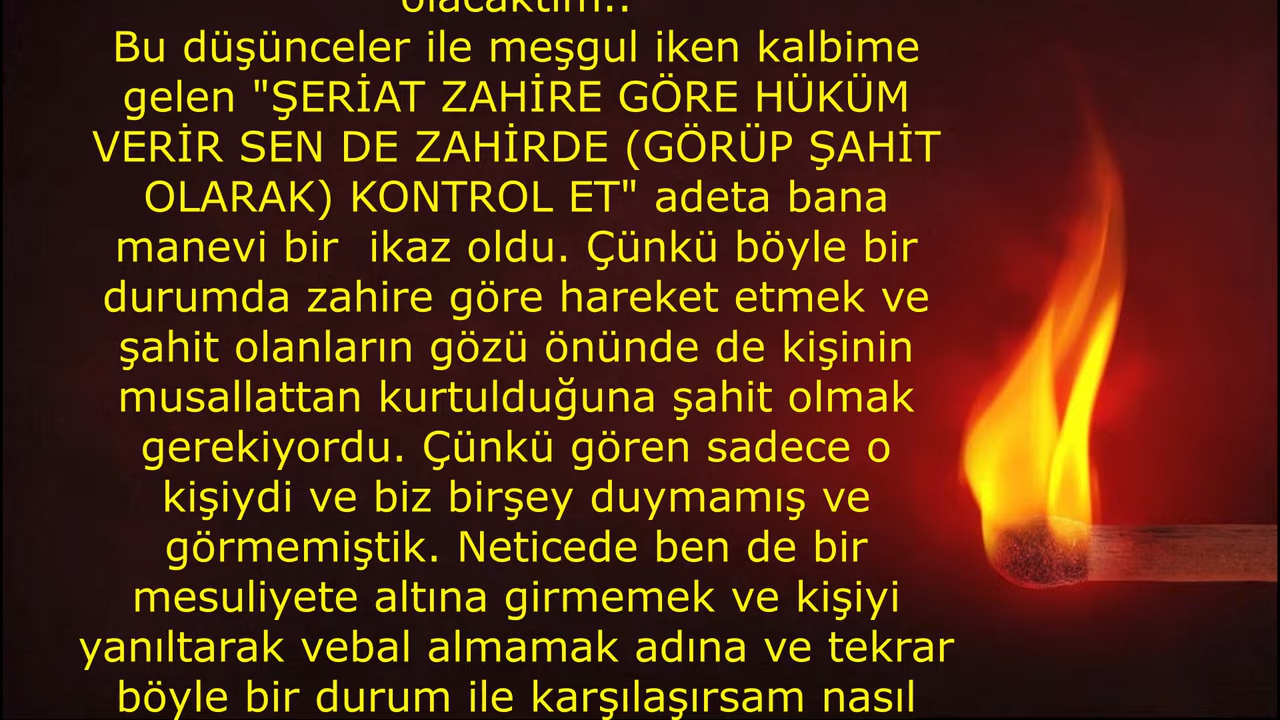 olacaktım..
Bu düşünceler ile meşgul iken kalbime
gelen "ŞERİAT ZAHİRE GÖRE HÜKÜM
VERİR SEN DE ZAHİRDE (GÖRÜP ŞAHİT
OLARAK) KONTROL ET" adeta bana
manevi bir  ikaz oldu. Çünkü böyle bir
durumda zahire göre hareket etmek ve
şahit olanların gözü önünde de kişinin
musallattan kurtulduğuna şahit olmak
gerekiyordu. Çünkü gören sadece o
kişiydi ve biz birşey duymamış ve
görmemiştik. Neticede ben de bir
mesuliyete altına girmemek ve kişiyi
yanıltarak vebal almamak adına ve tekrar
böyle bir durum ile karşılaşırsam nasıl